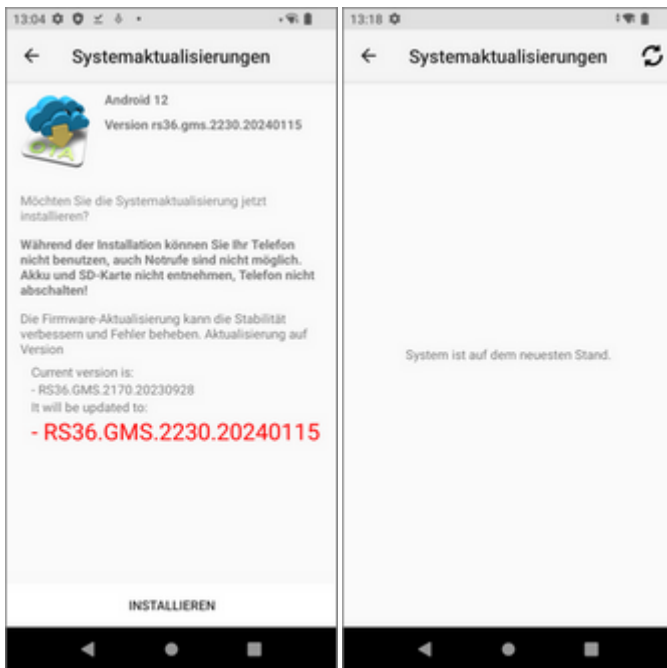 13:04
Systemaktualisierungen
Android 12
Version rs36.gms.2230.20240115
OTA
Möchten Sie die Systemaktualisierung jetzt
installieren?
Während der Installation können Sie Ihr Telefon
nicht benutzen, auch Notrufe sind nicht möglich.
Akku und SD-Karte nicht entnehmen, Telefon nicht
abschalten!
Die Firmware-Aktualisierung kann die Stabilität
verbessern und Fehler beheben. Aktualisierung auf
Version
Current version is:
- RS36.GMS.2170.20230928
It will be updated to:
- RS36.GMS.2230.20240115
INSTALLIEREN
13:18
Systemaktualisierungen
System ist auf dem neuesten Stand.